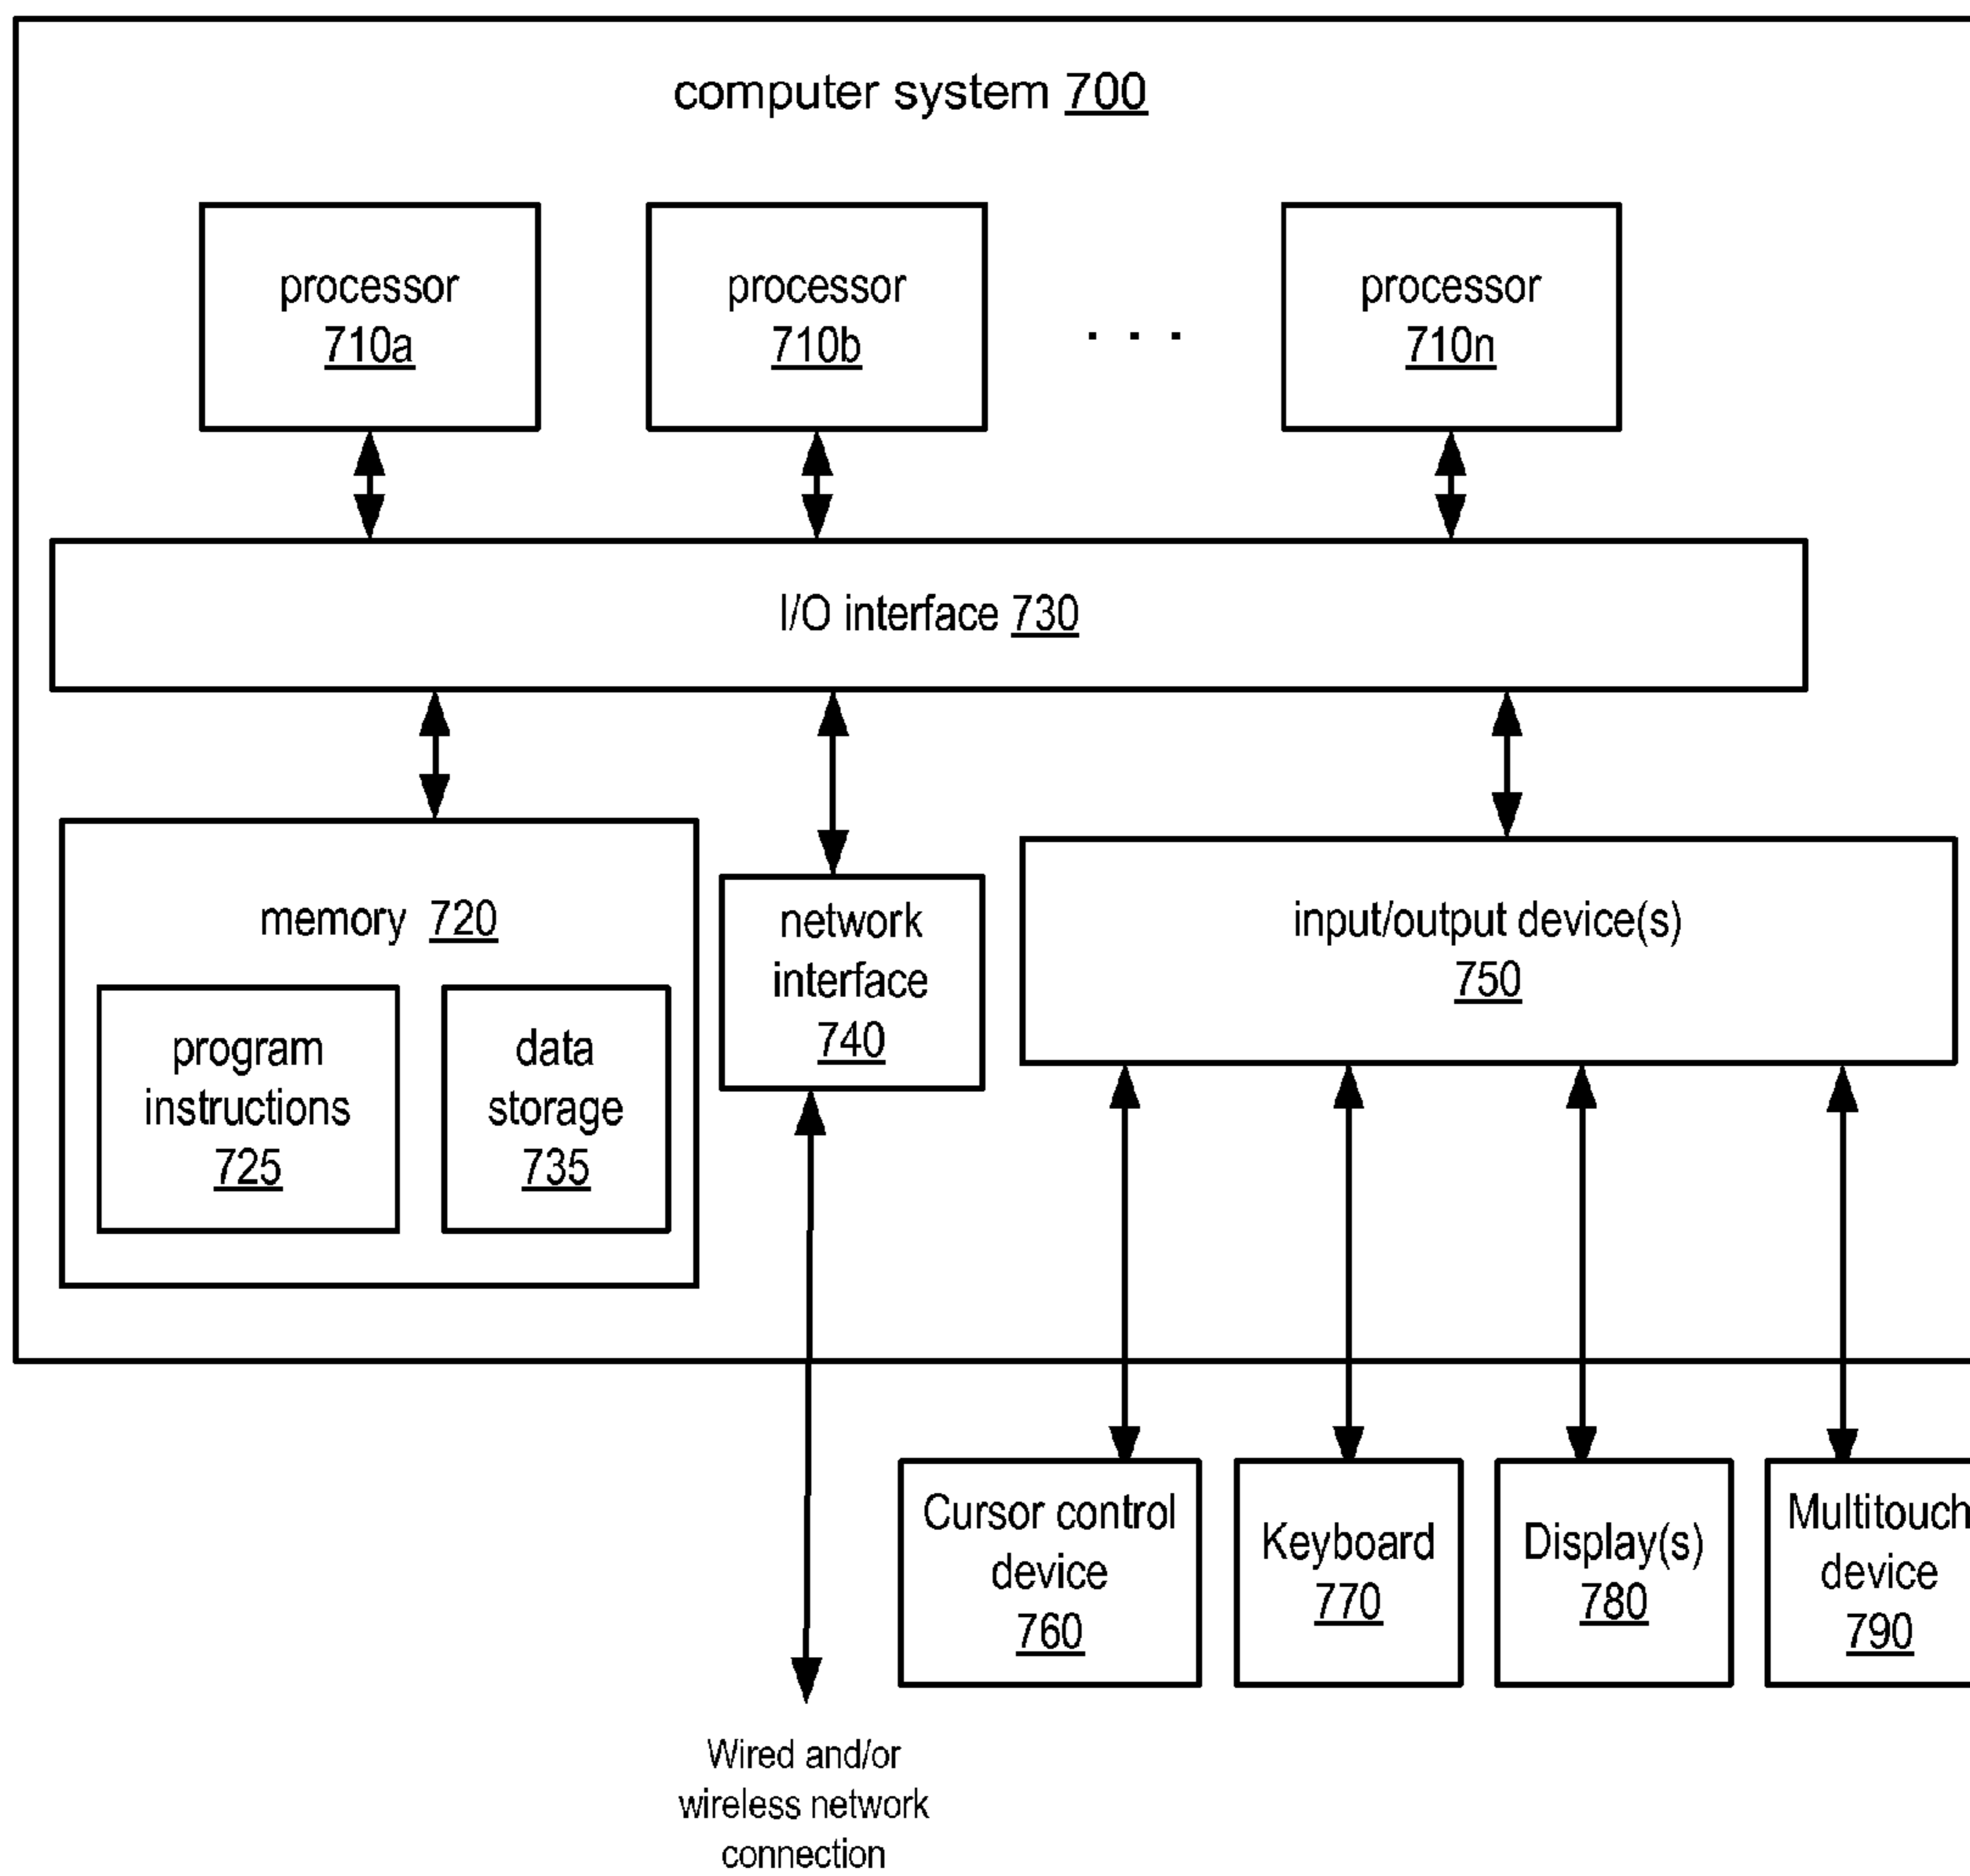 computer system 700
processor
710a
processor
710b
. . .
processor
710n
I/O interface 730
memory 720
program
instructions
725
data
storage
735
network
interface
740
input/output device(s)
750
Cursor control
device
760
Keyboard
770
Display(s)
780
Multitouch
device
790
Wired and/or
wireless network
connection